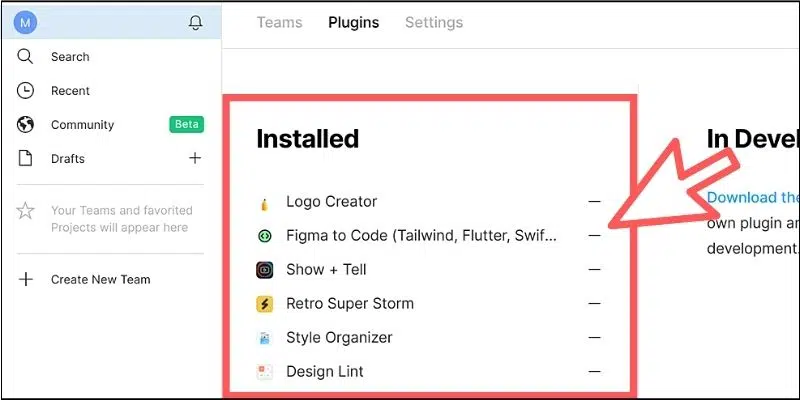 M
Teams Plugins Settings
Search
Recent
Community Beta
Drafts
Your Teams and favorited
Projects will appear here
Create New Team
Installed
Logo Creator
Figma to Code (Tailwind, Flutter, Swif...
Show + Tell
Retro Super Storm
Style Organizer
Design Lint
In Devel
Download the
own plugin an
development.